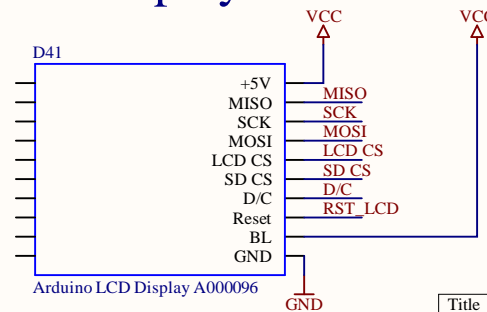 VCC
VCC
D41
+5V
MISO MISO
SCK SCK
MOSI MOSI
LCD CS LCD CS
SD CS SD CS
D/C D/C
Reset RST_LCD
BL
GND
Arduino LCD Display A000096
GND
Title